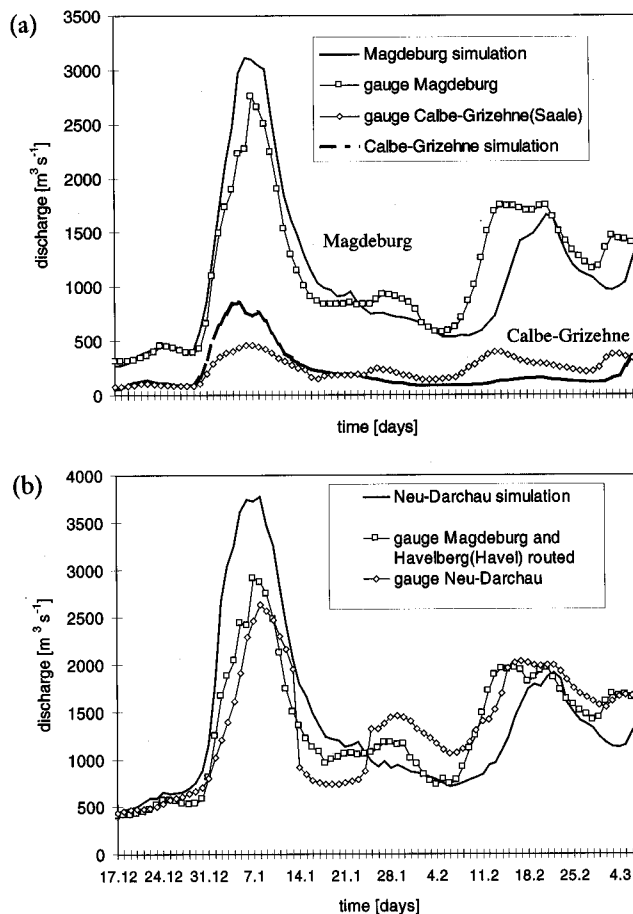 (a)
3500
3000
2500
2000
1500
1000
500
0
discharge [m³ s⁻¹]
Magdeburg simulation
gauge Magdeburg
gauge Calbe-Grizehne(Saale)
Calbe-Grizehne simulation
Magdeburg
Calbe-Grizehne
time [days]
(b)
4000
3500
3000
2500
2000
1500
1000
500
0
discharge [m³ s⁻¹]
Neu-Darchau simulation
gauge Magdeburg and
Havelberg(Havel) routed
gauge Neu-Darchau
17.12 24.12 31.12 7.1 14.1 21.1 28.1 4.2 11.2 18.2 25.2 4.3
time [days]